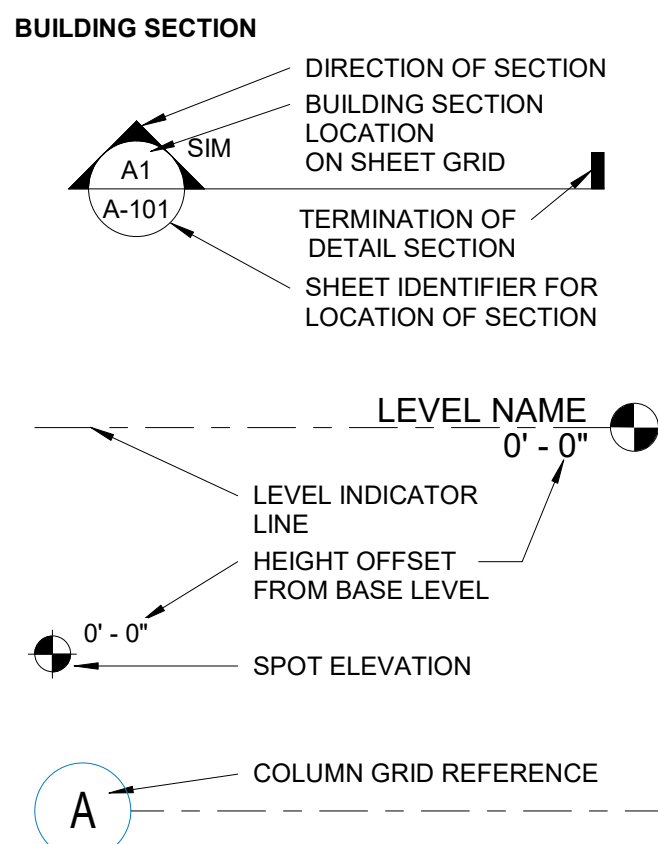 BUILDING SECTION
DIRECTION OF SECTION
BUILDING SECTION
LOCATION
ON SHEET GRID
SIM
A1
A-101
TERMINATION OF
DETAIL SECTION
SHEET IDENTIFIER FOR
LOCATION OF SECTION
LEVEL NAME
0' - 0"
LEVEL INDICATOR
LINE
HEIGHT OFFSET
FROM BASE LEVEL
0' - 0"
SPOT ELEVATION
COLUMN GRID REFERENCE
A